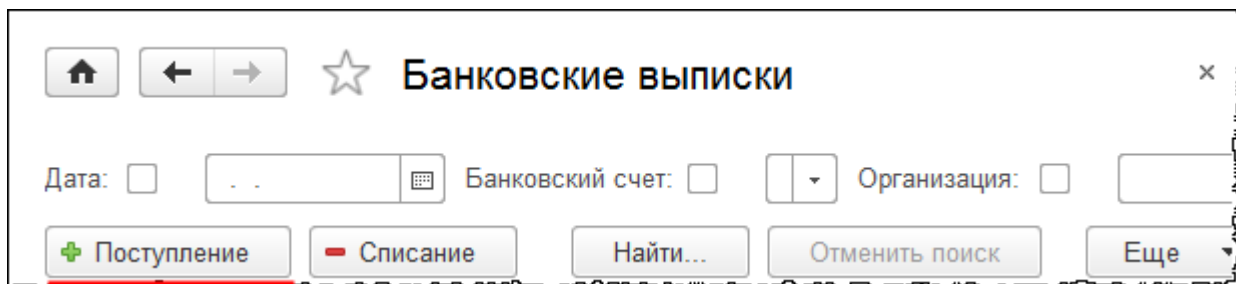 Банковские выписки
Дата: . . Банковский счет: Организация:
Поступление Списание Найти... Отменить поиск Еще